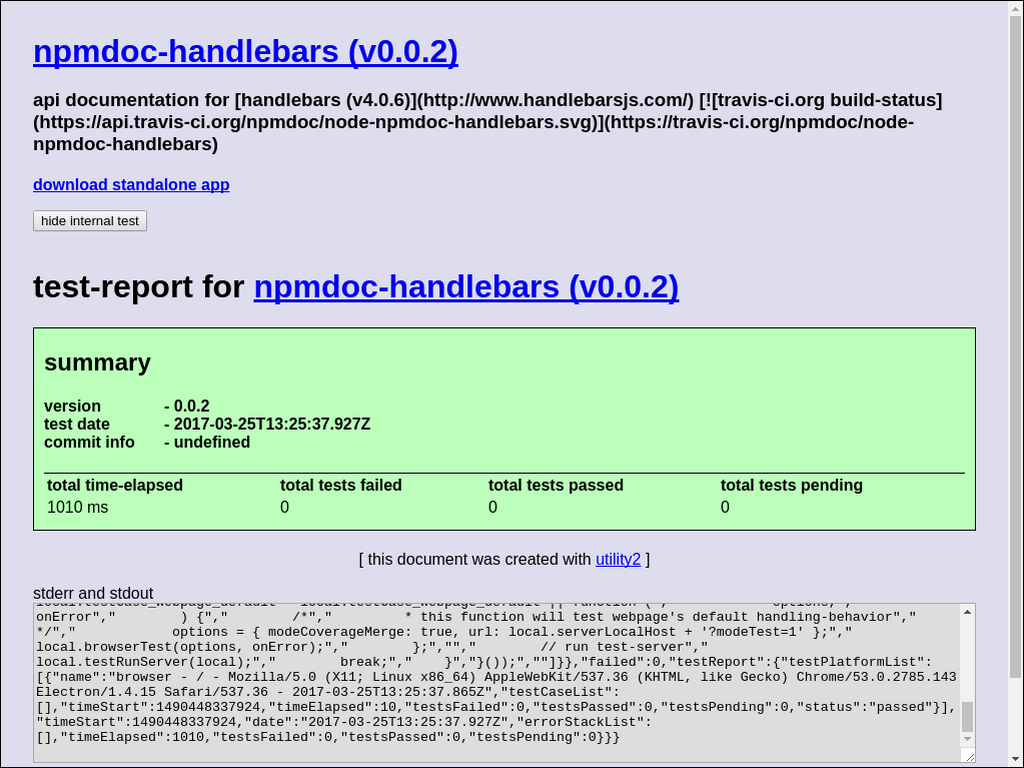 npmdoc-handlebars (v0.0.2)
api documentation for [handlebars (v4.0.6)](http://www.handlebarsjs.com/) [![travis-ci.org build-status]
(https://api.travis-ci.org/npmdoc/node-npmdoc-handlebars.svg)](https://travis-ci.org/npmdoc/node-
npmdoc-handlebars)
download standalone app
hide internal test
test-report for npmdoc-handlebars (v0.0.2)
summary
version - 0.0.2
test date - 2017-03-25T13:25:37.927Z
commit info - undefined
total time-elapsed total tests failed total tests passed total tests pending
1010 ms 0 0 0
[ this document was created with utility2 ]
stderr and stdout
onError","        ) {","        /*","         * this function will test webpage's default handling-behavior","
*/","            options = { modeCoverageMerge: true, url: local.serverLocalHost + '?modeTest=1' };","
local.browserTest(options, onError);","        };","","        // run test-server","
local.testRunServer(local);","        break;","    }","}());",""]}},"failed":0,"testReport":{"testPlatformList":
[{"name":"browser - / - Mozilla/5.0 (X11; Linux x86_64) AppleWebKit/537.36 (KHTML, like Gecko) Chrome/53.0.2785.143
Electron/1.4.15 Safari/537.36 - 2017-03-25T13:25:37.865Z","testCaseList":
[],"timeStart":1490448337924,"timeElapsed":10,"testsFailed":0,"testsPassed":0,"testsPending":0,"status":"passed"}],
"timeStart":1490448337924,"date":"2017-03-25T13:25:37.927Z","errorStackList":
[],"timeElapsed":1010,"testsFailed":0,"testsPassed":0,"testsPending":0}}}